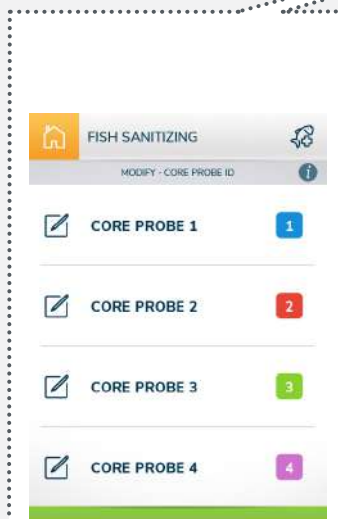 FISH SANITIZING
MODIFY - CORE PROBE ID
i
CORE PROBE 1
1
CORE PROBE 2
2
CORE PROBE 3
3
CORE PROBE 4
4